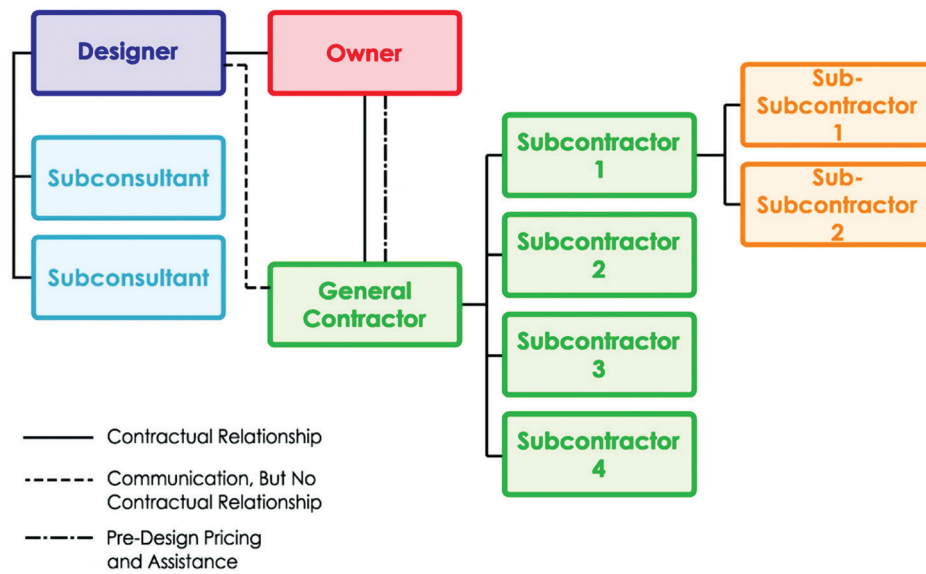 Designer
Owner
Subconsultant
Subconsultant
General
Contractor
Subcontractor
1
Subcontractor
2
Subcontractor
3
Subcontractor
4
Sub-
Subcontractor
1
Sub-
Subcontractor
2
Contractual Relationship
Communication, But No
Contractual Relationship
Pre-Design Pricing
and Assistance